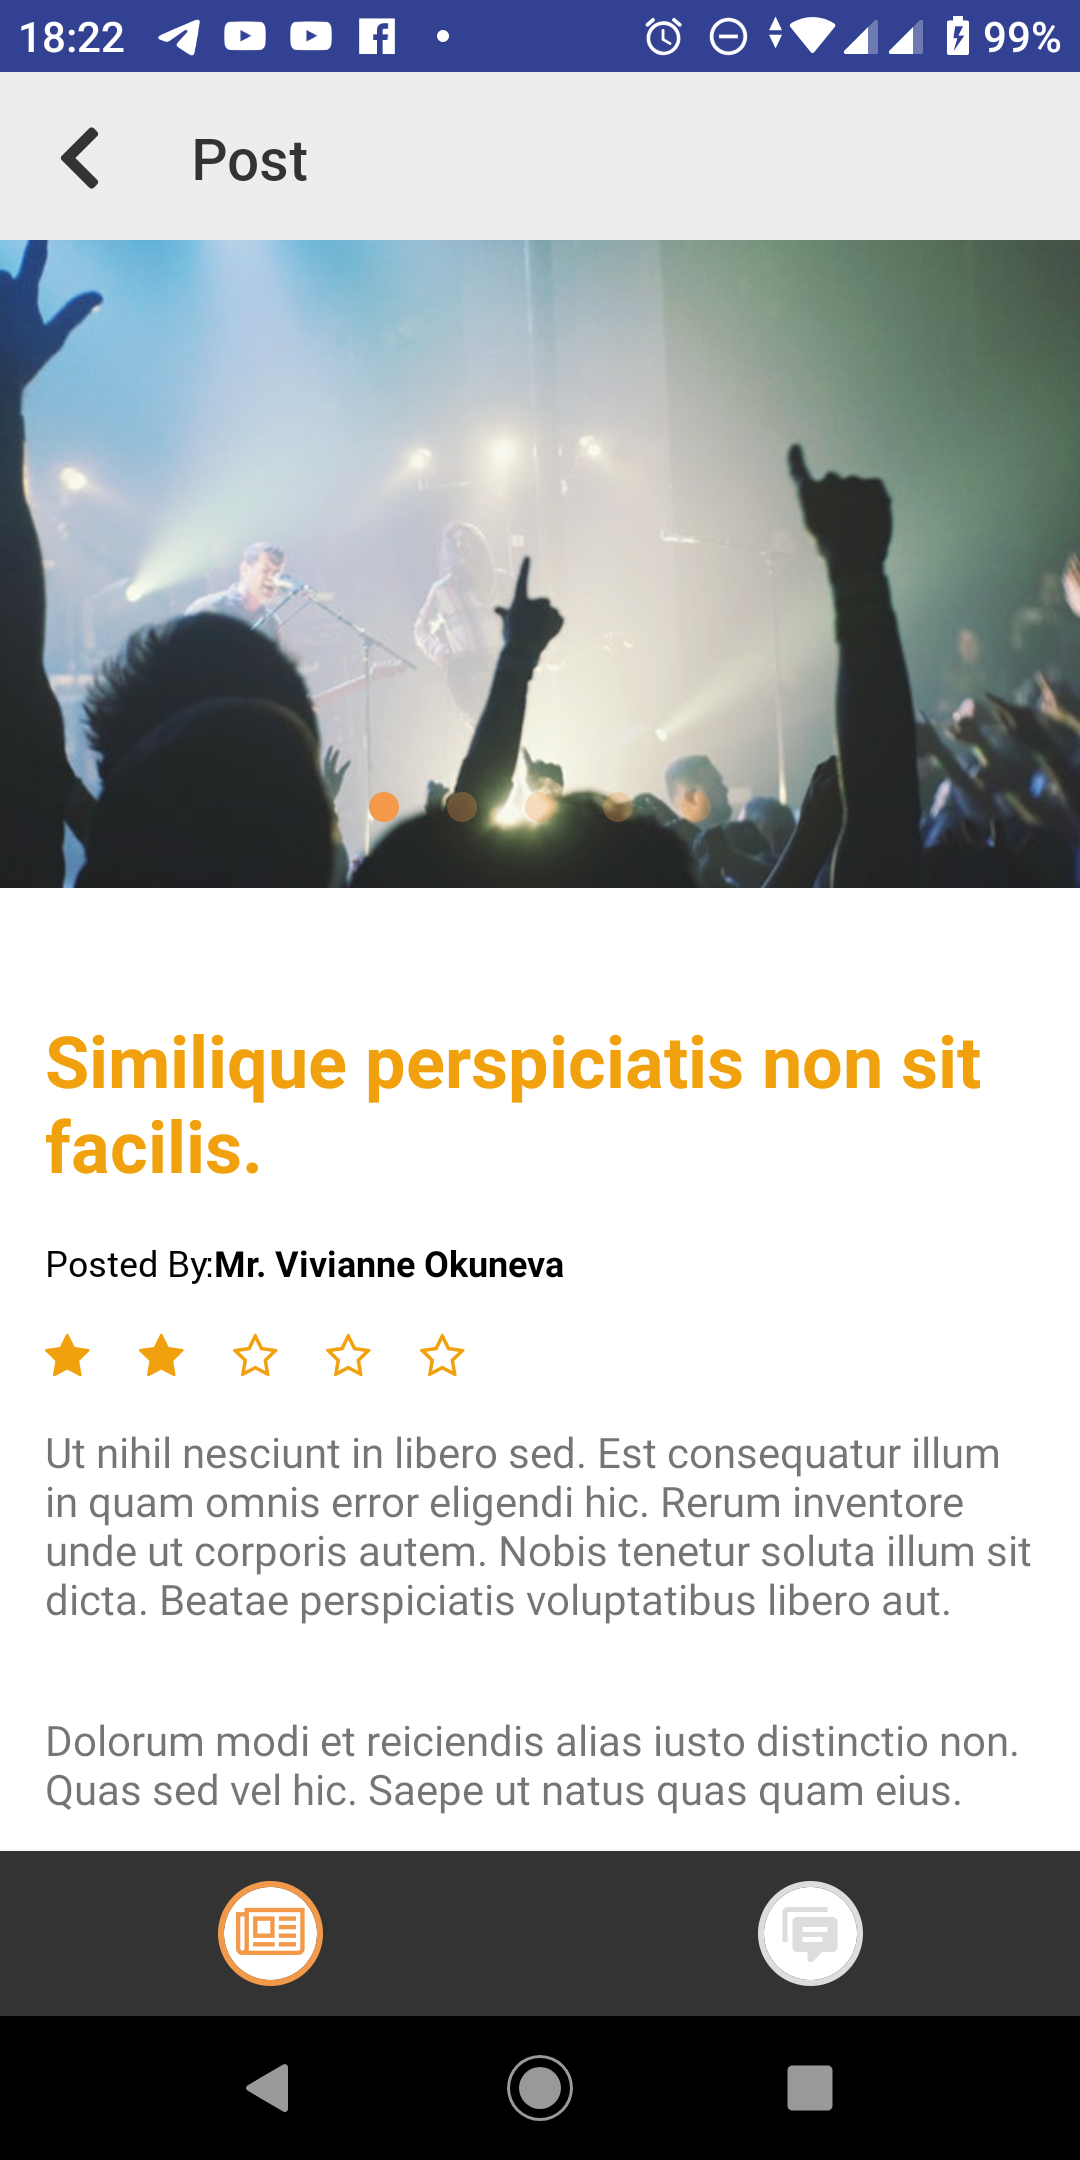 18:22
99%
Post
Similique perspiciatis non sit
facilis.
Posted By:Mr. Vivianne Okuneva
Ut nihil nesciunt in libero sed. Est consequatur illum
in quam omnis error eligendi hic. Rerum inventore
unde ut corporis autem. Nobis tenetur soluta illum sit
dicta. Beatae perspiciatis voluptatibus libero aut.
Dolorum modi et reiciendis alias iusto distinctio non.
Quas sed vel hic. Saepe ut natus quas quam eius.